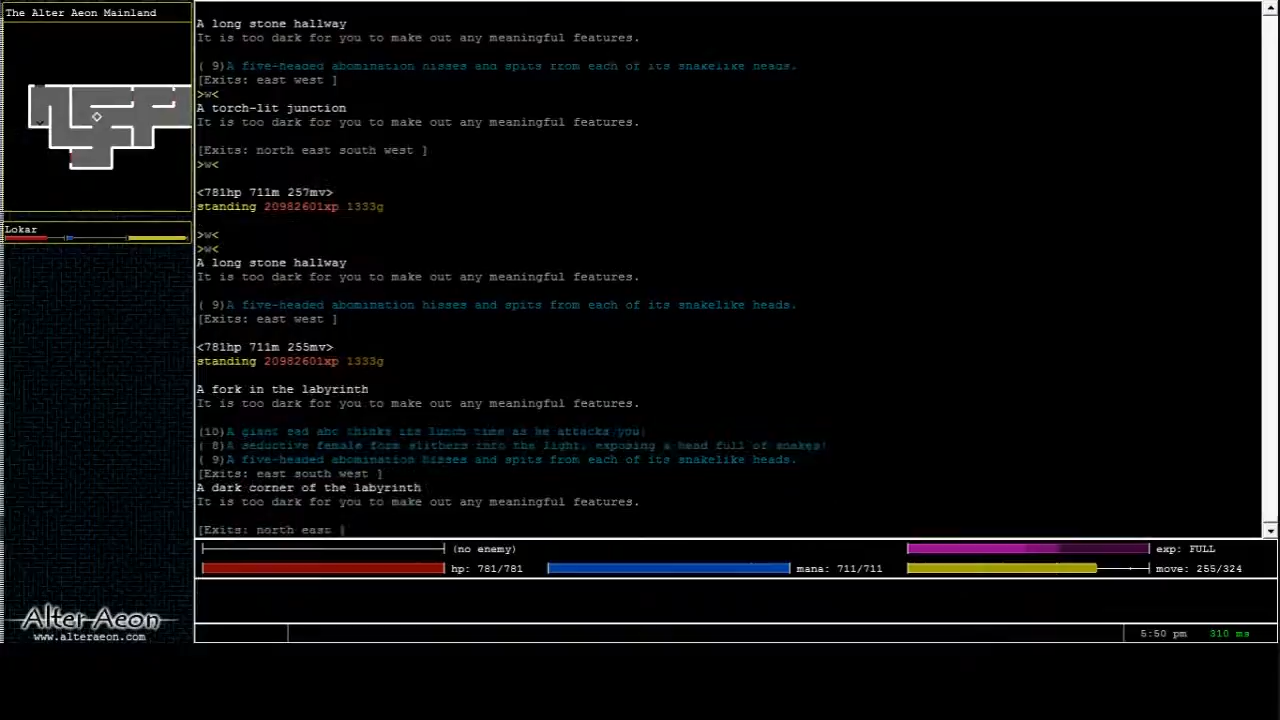 The Alter Aeon Mainland
A long stone hallway
It is too dark for you to make out any meaningful features.
( 9)A five-headed abomination hisses and spits from each of its snakelike heads.
[Exits: east west ]
>w<
A torch-lit junction
It is too dark for you to make out any meaningful features.
[Exits: north east south west ]
>w<
<781hp 711m 257mv>
standing 20982601xp 1333g
Lokar
>w<
>w<
A long stone hallway
It is too dark for you to make out any meaningful features.
( 9)A five-headed abomination hisses and spits from each of its snakelike heads.
[Exits: east west ]
<781hp 711m 255mv>
standing 20982601xp 1333g
A fork in the labyrinth
It is too dark for you to make out any meaningful features.
(10)A giant thinks its lunch time as he attacks you!
( 8)A seductive female form slithers into the light, exposing a head full of snakes!
( 9)A five-headed abomination hisses and spits from each of its snakelike heads.
[Exits: east south west ]
A dark corner of the labyrinth
It is too dark for you to make out any meaningful features.
[Exits: north east ]
(no enemy) exp: FULL
hp: 781/781 mana: 711/711 move: 255/324
Alter Aeon
www.alteraeon.com
5:50 pm 310 ms